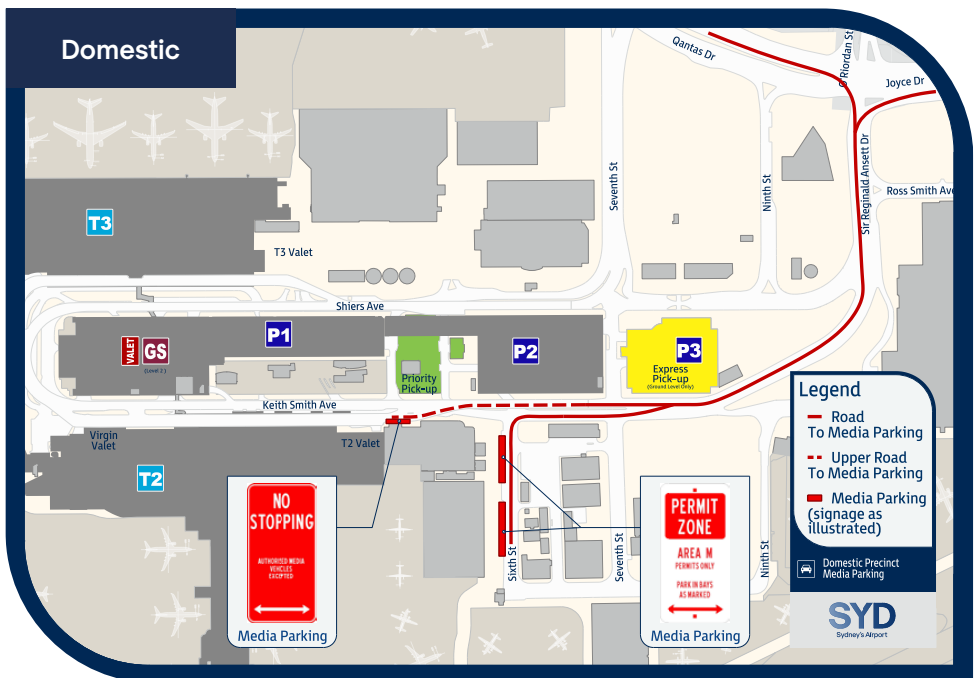 Domestic
Qantas Dr
O'Riordan St
Joyce Dr
Seventh St
Ninth St
Sir Reginald Ansett Dr
Ross Smith Ave
T3
T3 Valet
Shiers Ave
P1
VALET
GS
(Level 2)
Priority
Pick-up
P2
P3
Express
Pick-up
(Ground Level Only)
Keith Smith Ave
Virgin
Valet
T2 Valet
T2
NO
STOPPING
AUTHORISED MEDIA
VEHICLES
EXCEPTED
Media Parking
Sixth St
Seventh St
PERMIT
ZONE
AREA M
PERMITS ONLY
PARK IN BAYS
AS MARKED
Media Parking
Ninth St
Legend
Road
To Media Parking
Upper Road
To Media Parking
Media Parking
(signage as
illustrated)
Domestic Precinct
Media Parking
SYD
Sydney's Airport